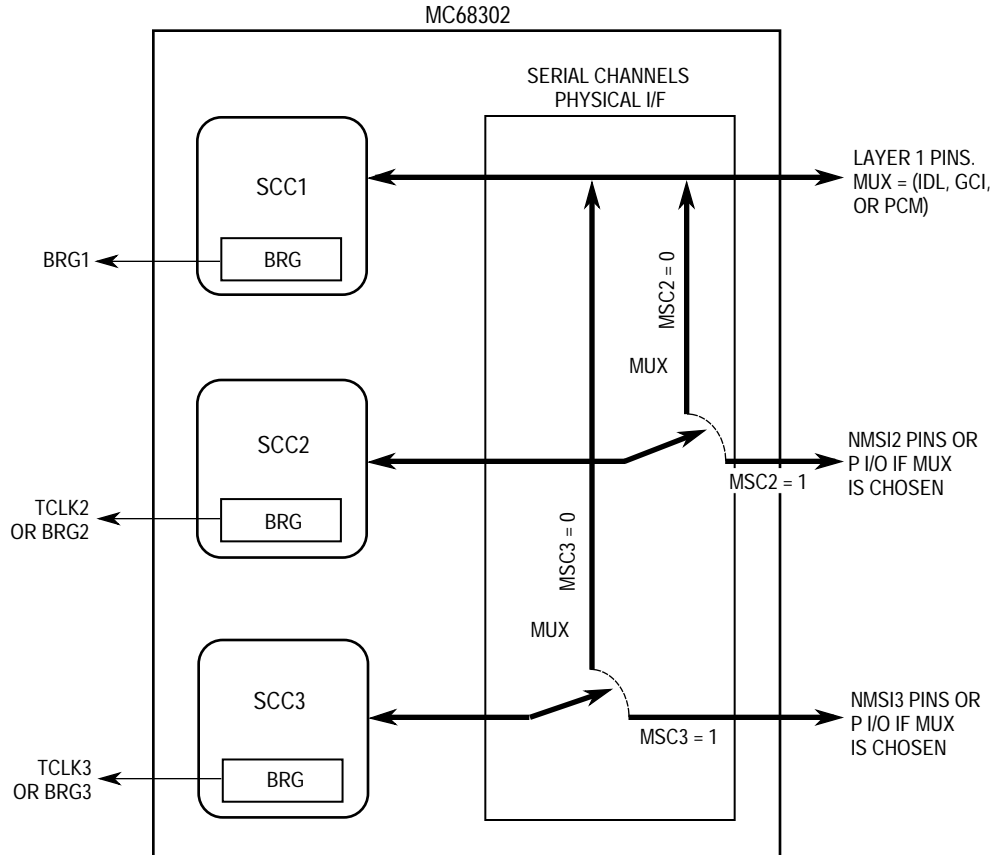 MC68302
SERIAL CHANNELS
PHYSICAL I/F
SCC1
BRG
BRG1
LAYER 1 PINS.
MUX = (IDL, GCI,
OR PCM)
MSC2 = 0
MUX
SCC2
BRG
TCLK2
OR BRG2
NMSI2 PINS OR
P I/O IF MUX
IS CHOSEN
MSC2 = 1
MSC3 = 0
MUX
SCC3
BRG
TCLK3
OR BRG3
NMSI3 PINS OR
P I/O IF MUX
IS CHOSEN
MSC3 = 1